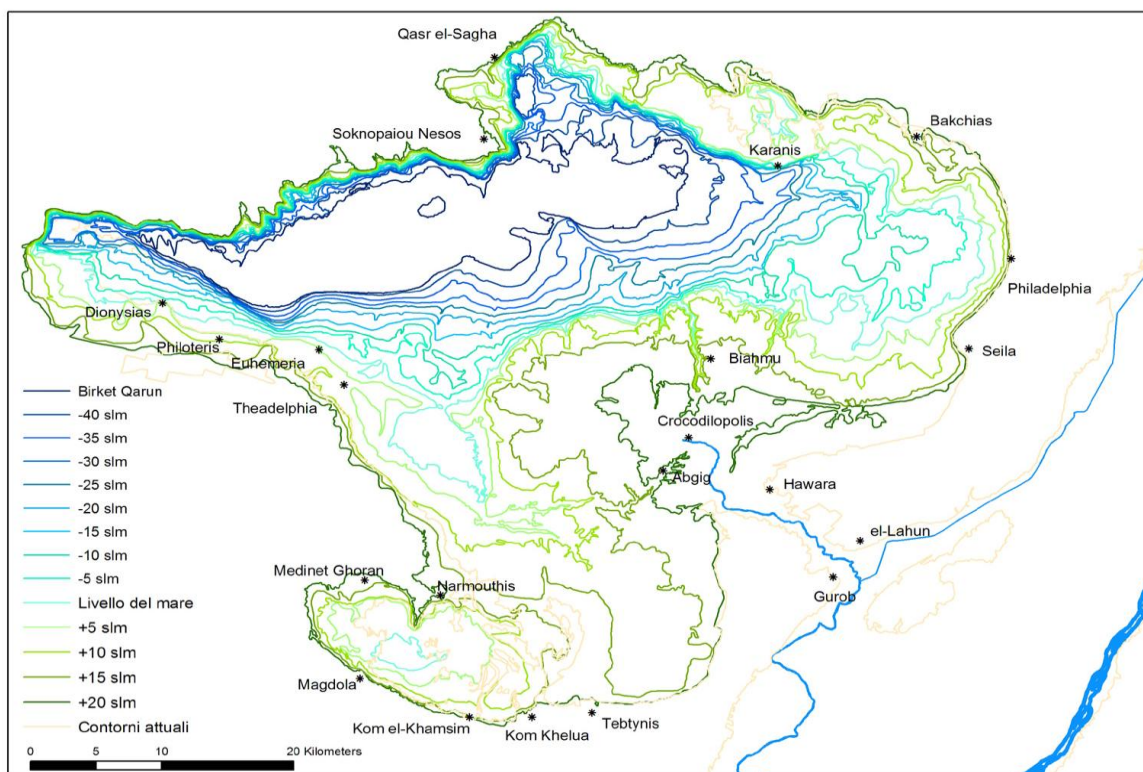 Qasr el-Sagha
Soknopaiou Nesos
Bakchias
Karanis
Philadelphia
Dionysias
Philoteris
Euhemeria
Theadelphia
Biahmu
Seila
Crocodilopolis
Abgig
Hawara
el-Lahun
Gurob
Medinet Ghoran
Narmouthis
Magdola
Kom el-Khamsim
Kom Khelua
Tebtynis
Birket Qarun
-40 slm
-35 slm
-30 slm
-25 slm
-20 slm
-15 slm
-10 slm
-5 slm
Livello del mare
+5 slm
+10 slm
+15 slm
+20 slm
Contorni attuali
0 5 10 20 Kilometers